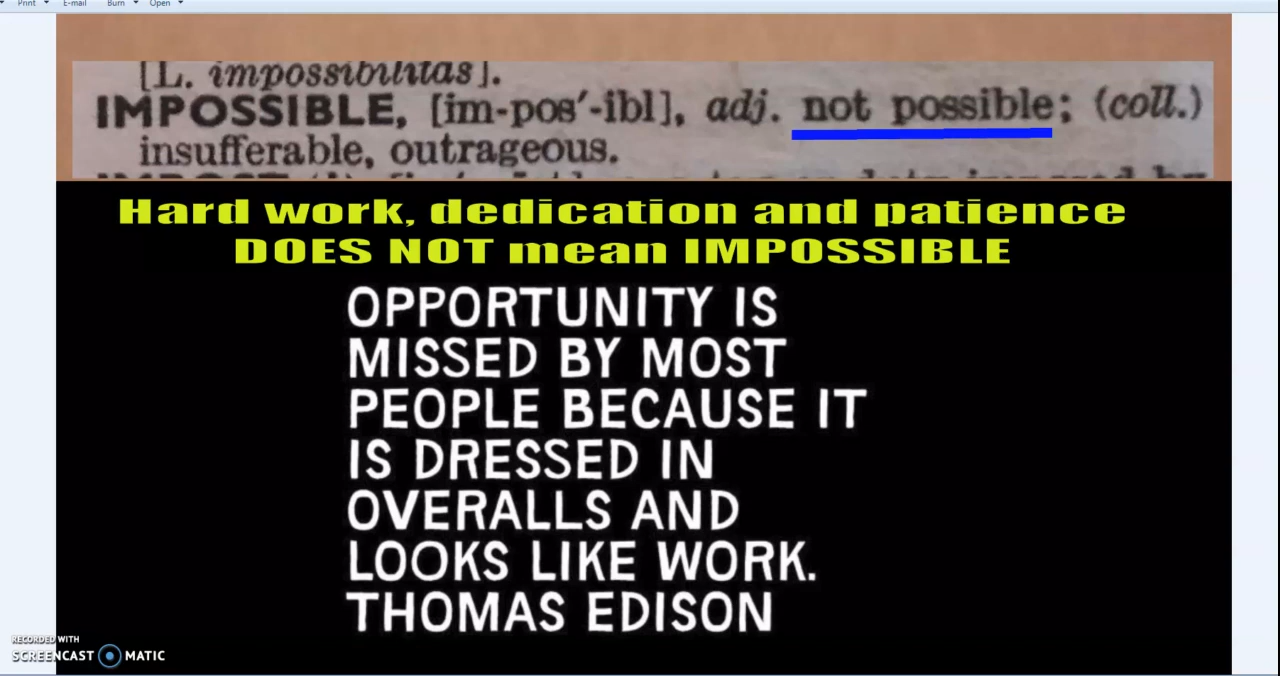 Print E-mail Burn Open
[L. impossibilitas].
IMPOSSIBLE, [im-pos′-ibl], adj. not possible; (coll.)
insufferable, outrageous.
Hard work, dedication and patience
DOES NOT mean IMPOSSIBLE
OPPORTUNITY IS
MISSED BY MOST
PEOPLE BECAUSE IT
IS DRESSED IN
OVERALLS AND
LOOKS LIKE WORK.
THOMAS EDISON
RECORDED WITH
SCREENCAST MATIC